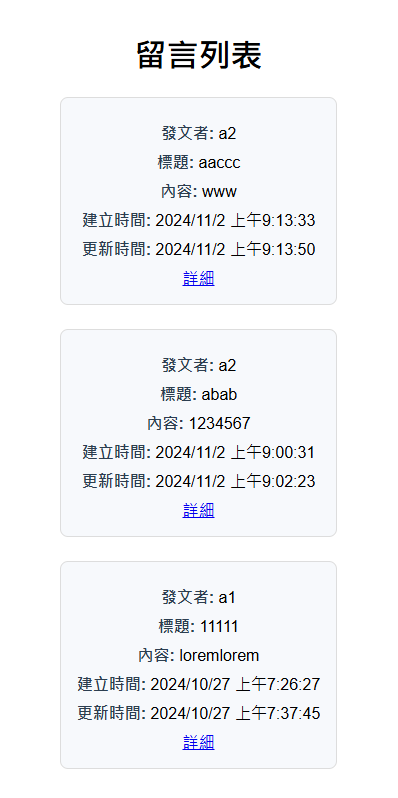 留言列表
發文者: a2
標題: aaccc
內容: www
建立時間: 2024/11/2 上午9:13:33
更新時間: 2024/11/2 上午9:13:50
詳細
發文者: a2
標題: abab
內容: 1234567
建立時間: 2024/11/2 上午9:00:31
更新時間: 2024/11/2 上午9:02:23
詳細
發文者: a1
標題: 11111
內容: loremlorem
建立時間: 2024/10/27 上午7:26:27
更新時間: 2024/10/27 上午7:37:45
詳細